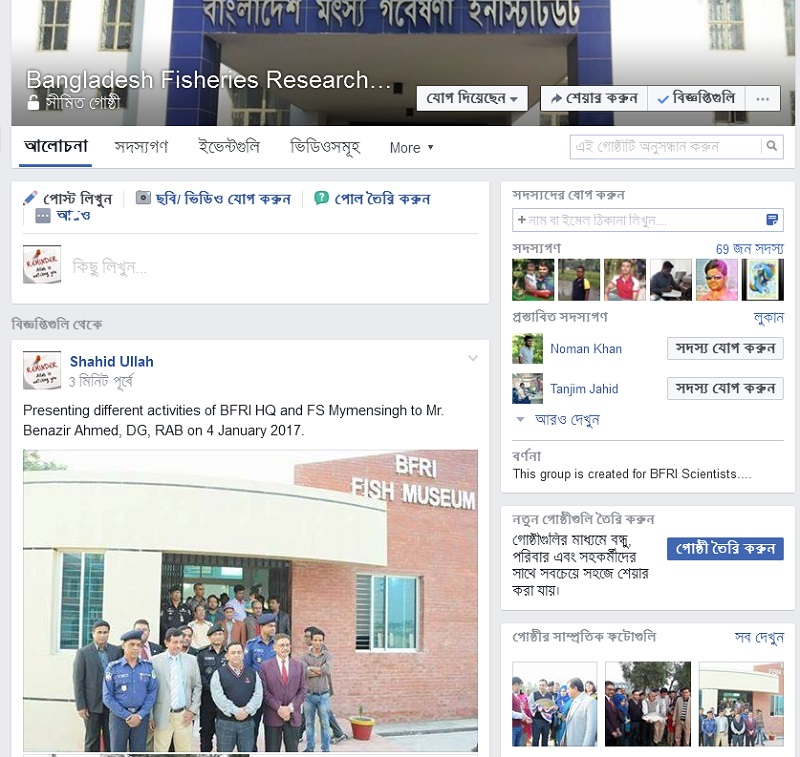 বাংলাদেশ মৎস্য গবেষণা ইনস্টিটিউট
Bangladesh Fisheries Research...
সীমিত গোষ্ঠী
যোগ দিয়েছেন
শেয়ার করুন
বিজ্ঞপ্তিগুলি
আলোচনা
সদস্যগণ
ইভেন্টগুলি
ভিডিওসমূহ
More
এই গোষ্ঠীটি অনুসন্ধান করুন
পোস্ট লিখুন
ছবি/ ভিডিও যোগ করুন
পোল তৈরি করুন
কিছু লিখুন...
বিজ্ঞপ্তিগুলি থেকে
Shahid Ullah
3 মিনিট পূর্বে
Presenting different activities of BFRI HQ and FS Mymensingh to Mr.
Benazir Ahmed, DG, RAB on 4 January 2017.
BFRI
FISH MUSEUM
সদস্যদের যোগ করুন
+ নাম বা ইমেল ঠিকানা লিখুন....
সদস্যগণ
69 জন সদস্য
প্রস্তাবিত সদস্যগণ
লুকান
Noman Khan
সদস্য যোগ করুন
Tanjim Jahid
সদস্য যোগ করুন
আরও দেখুন
বর্ণনা
This group is created for BFRI Scientists....
নতুন গোষ্ঠীগুলি তৈরি করুন
গোষ্ঠীগুলির মাধ্যমে বন্ধু,
পরিবার এবং সহকর্মীদের
সাথে সবচেয়ে সহজে শেয়ার
করা যায়।
গোষ্ঠী তৈরি করুন
গোষ্ঠীর সাম্প্রতিক ফটোগুলি
সব দেখুন